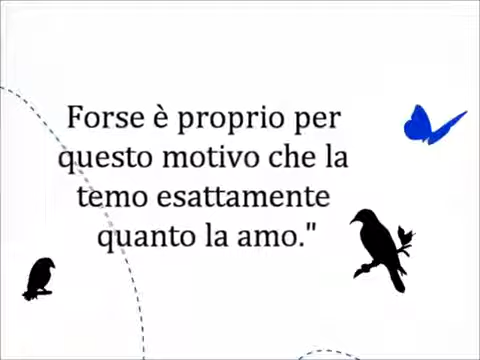 Forse è proprio per
questo motivo che la
temo esattamente
quanto la amo."